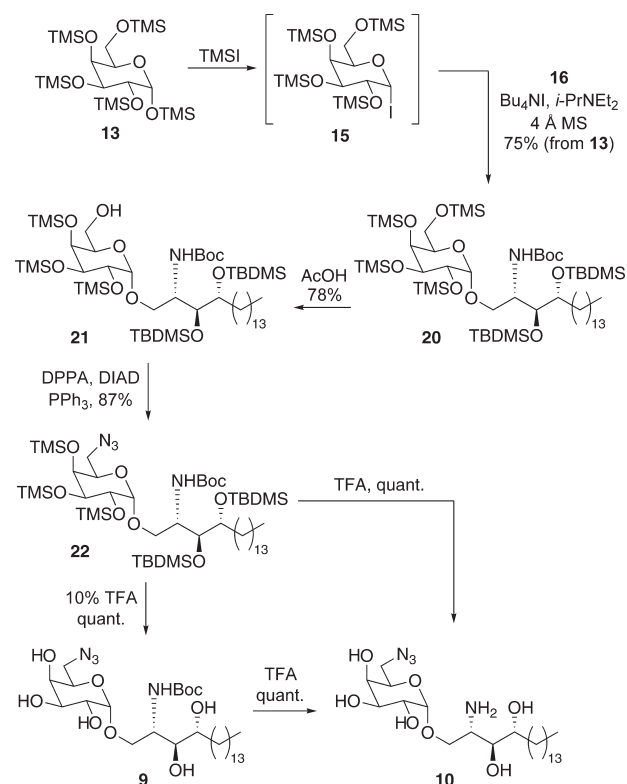 OTMS
TMSO
O
TMSO
TMSO
OTMS
13
TMSI
TMSO
OTMS
O
TMSO
TMSO
I
15
16
Bu4NI, i-PrNEt2
4 Å MS
75% (from 13)
TMSO
OH
O
TMSO
TMSO
O
NHBoc
OTBDMS
TBDMSO
( )13
21
AcOH
78%
TMSO
OTMS
O
TMSO
TMSO
O
NHBoc
OTBDMS
TBDMSO
( )13
20
DPPA, DIAD
PPh3, 87%
TMSO
N3
O
TMSO
TMSO
O
NHBoc
OTBDMS
TBDMSO
( )13
22
TFA, quant.
10% TFA
quant.
HO
N3
O
HO
HO
O
NHBoc
OH
OH
( )13
9
TFA
quant.
HO
N3
O
HO
HO
O
NH2
OH
OH
( )13
10